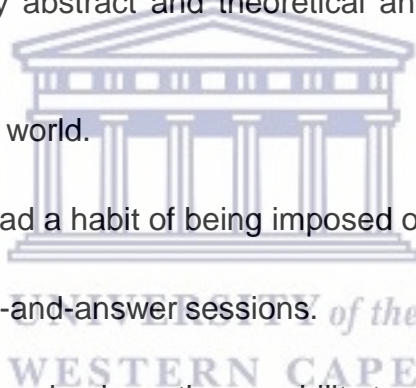 abstract and theoretical an
world.
ad a habit of being imposed o
-and-answer sessions.
UNIVERSITY of the
WESTERN CAPE